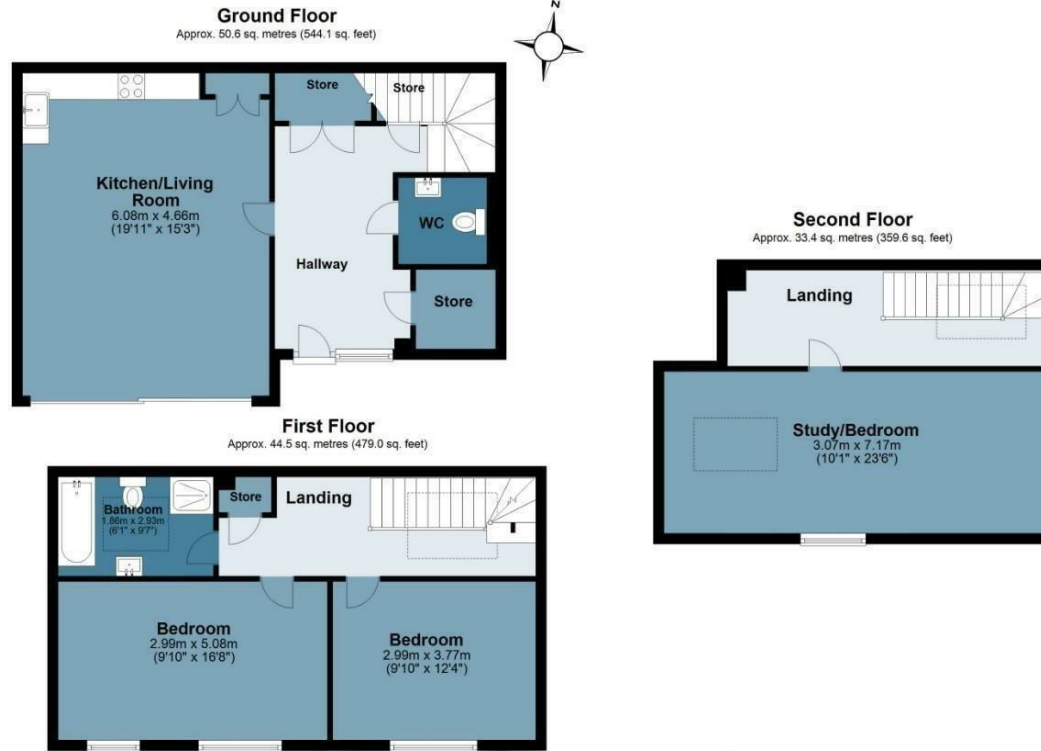 Ground Floor
Approx. 50.6 sq. metres (544.1 sq. feet)
N
Store
Store
Kitchen/Living
Room
6.08m x 4.66m
(19'11" x 15'3")
WC
Hallway
Store
Second Floor
Approx. 33.4 sq. metres (359.6 sq. feet)
Landing
Study/Bedroom
3.07m x 7.17m
(10'1" x 23'6")
First Floor
Approx. 44.5 sq. metres (479.0 sq. feet)
Bathroom
1.86m x 2.93m
(6'1" x 9'7")
Store
Landing
Bedroom
2.99m x 5.08m
(9'10" x 16'8")
Bedroom
2.99m x 3.77m
(9'10" x 12'4")